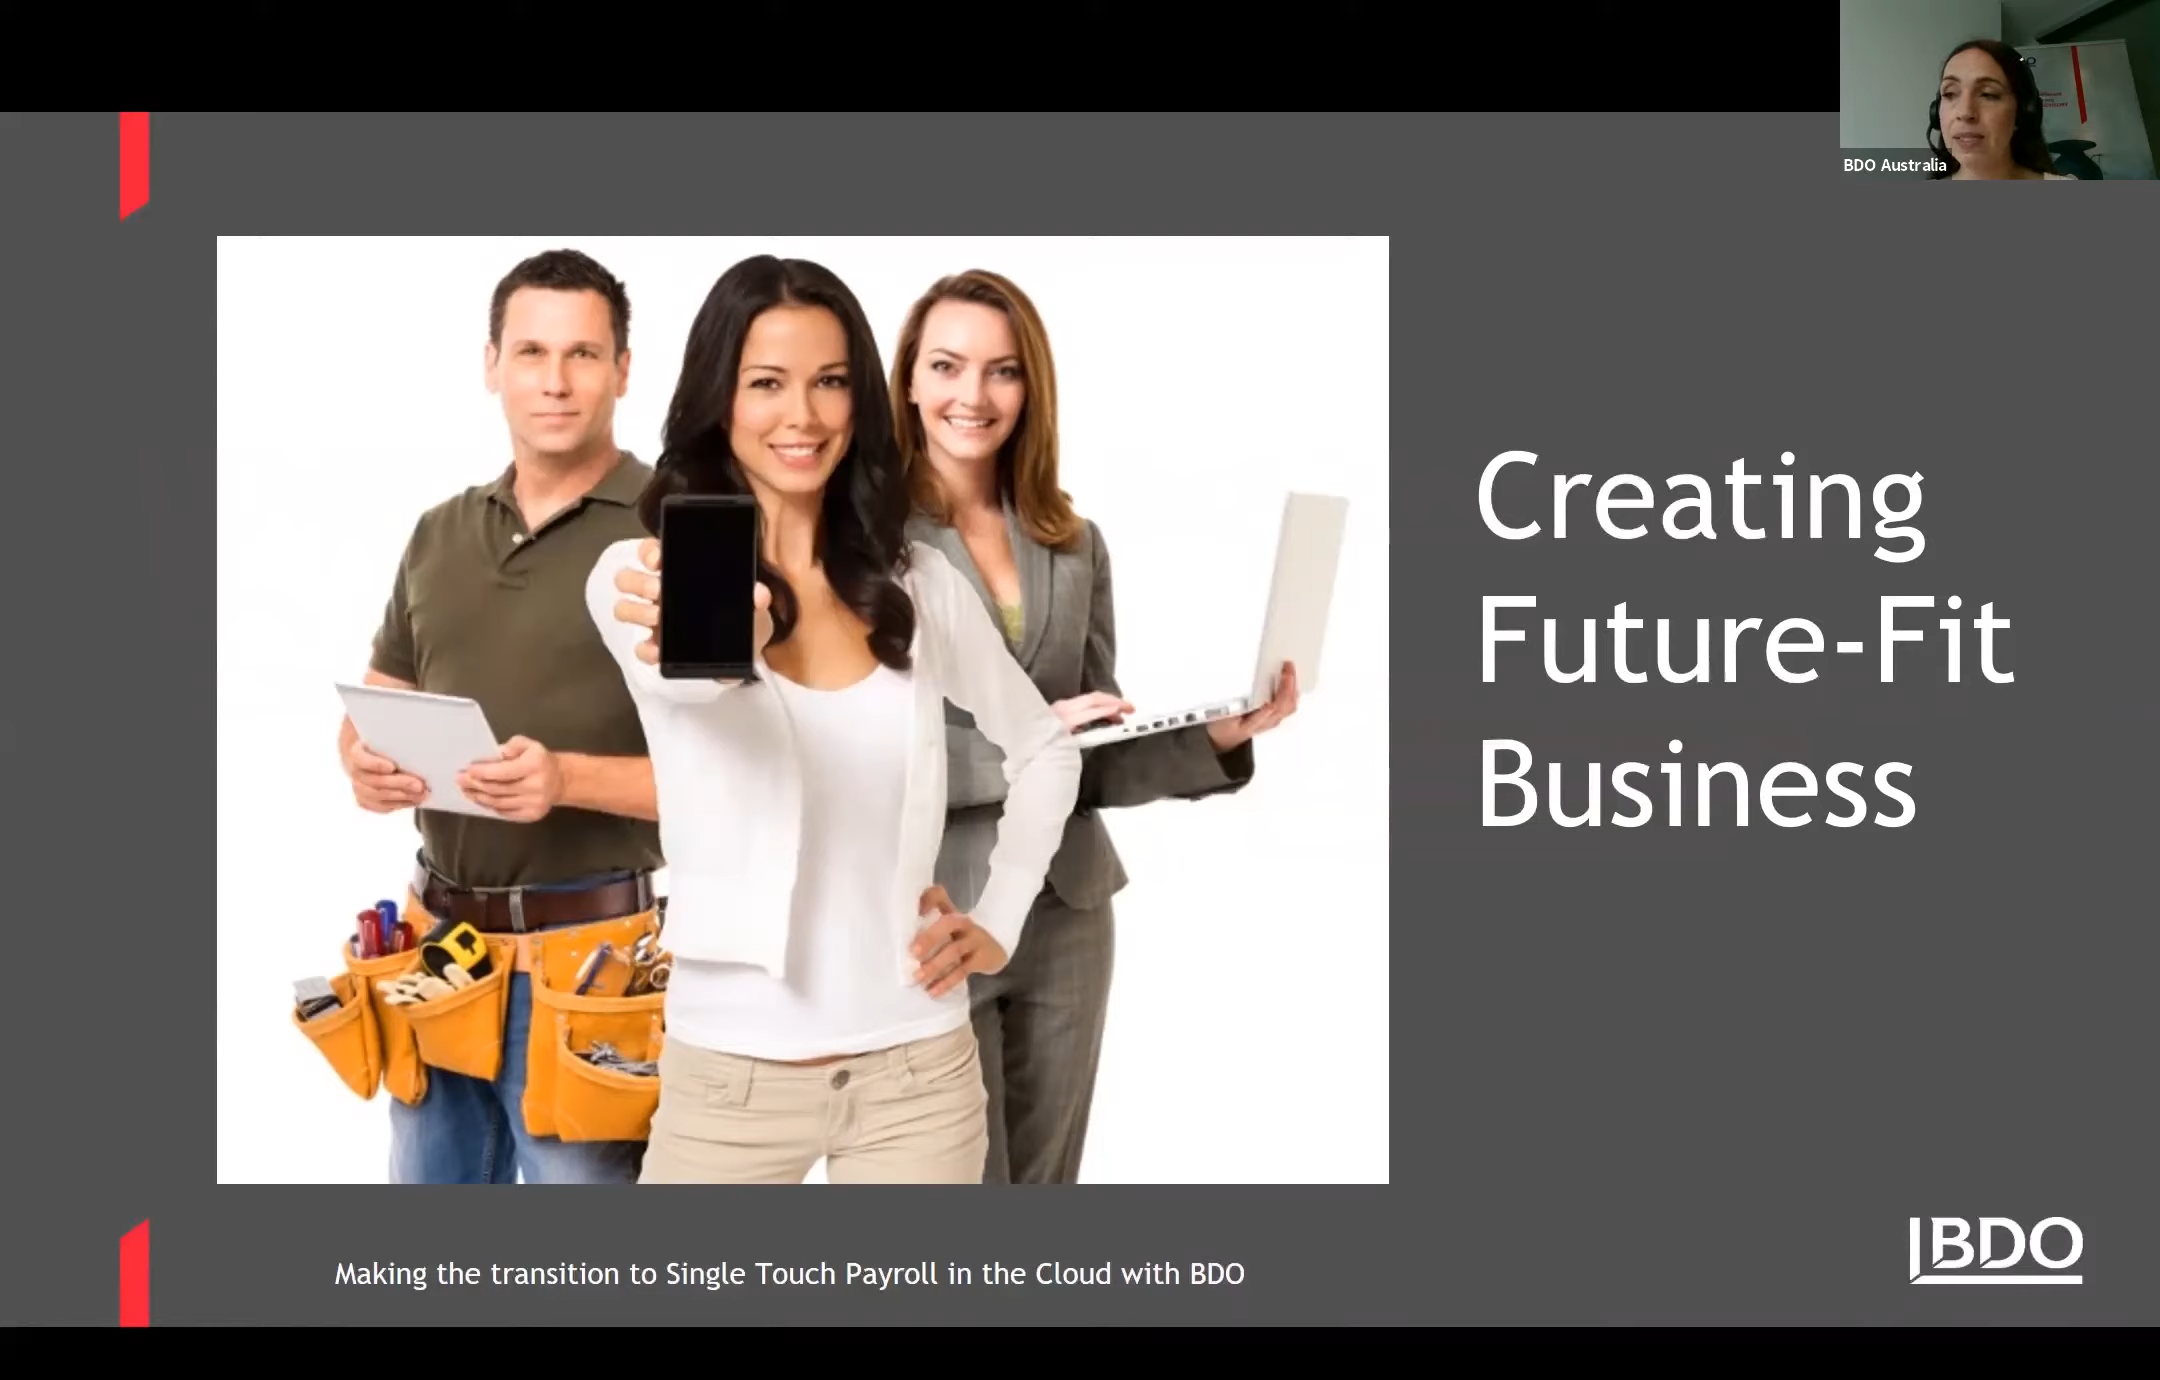 BDO Australia
Creating
Future-Fit
Business
Making the transition to Single Touch Payroll in the Cloud with BDO
BDO